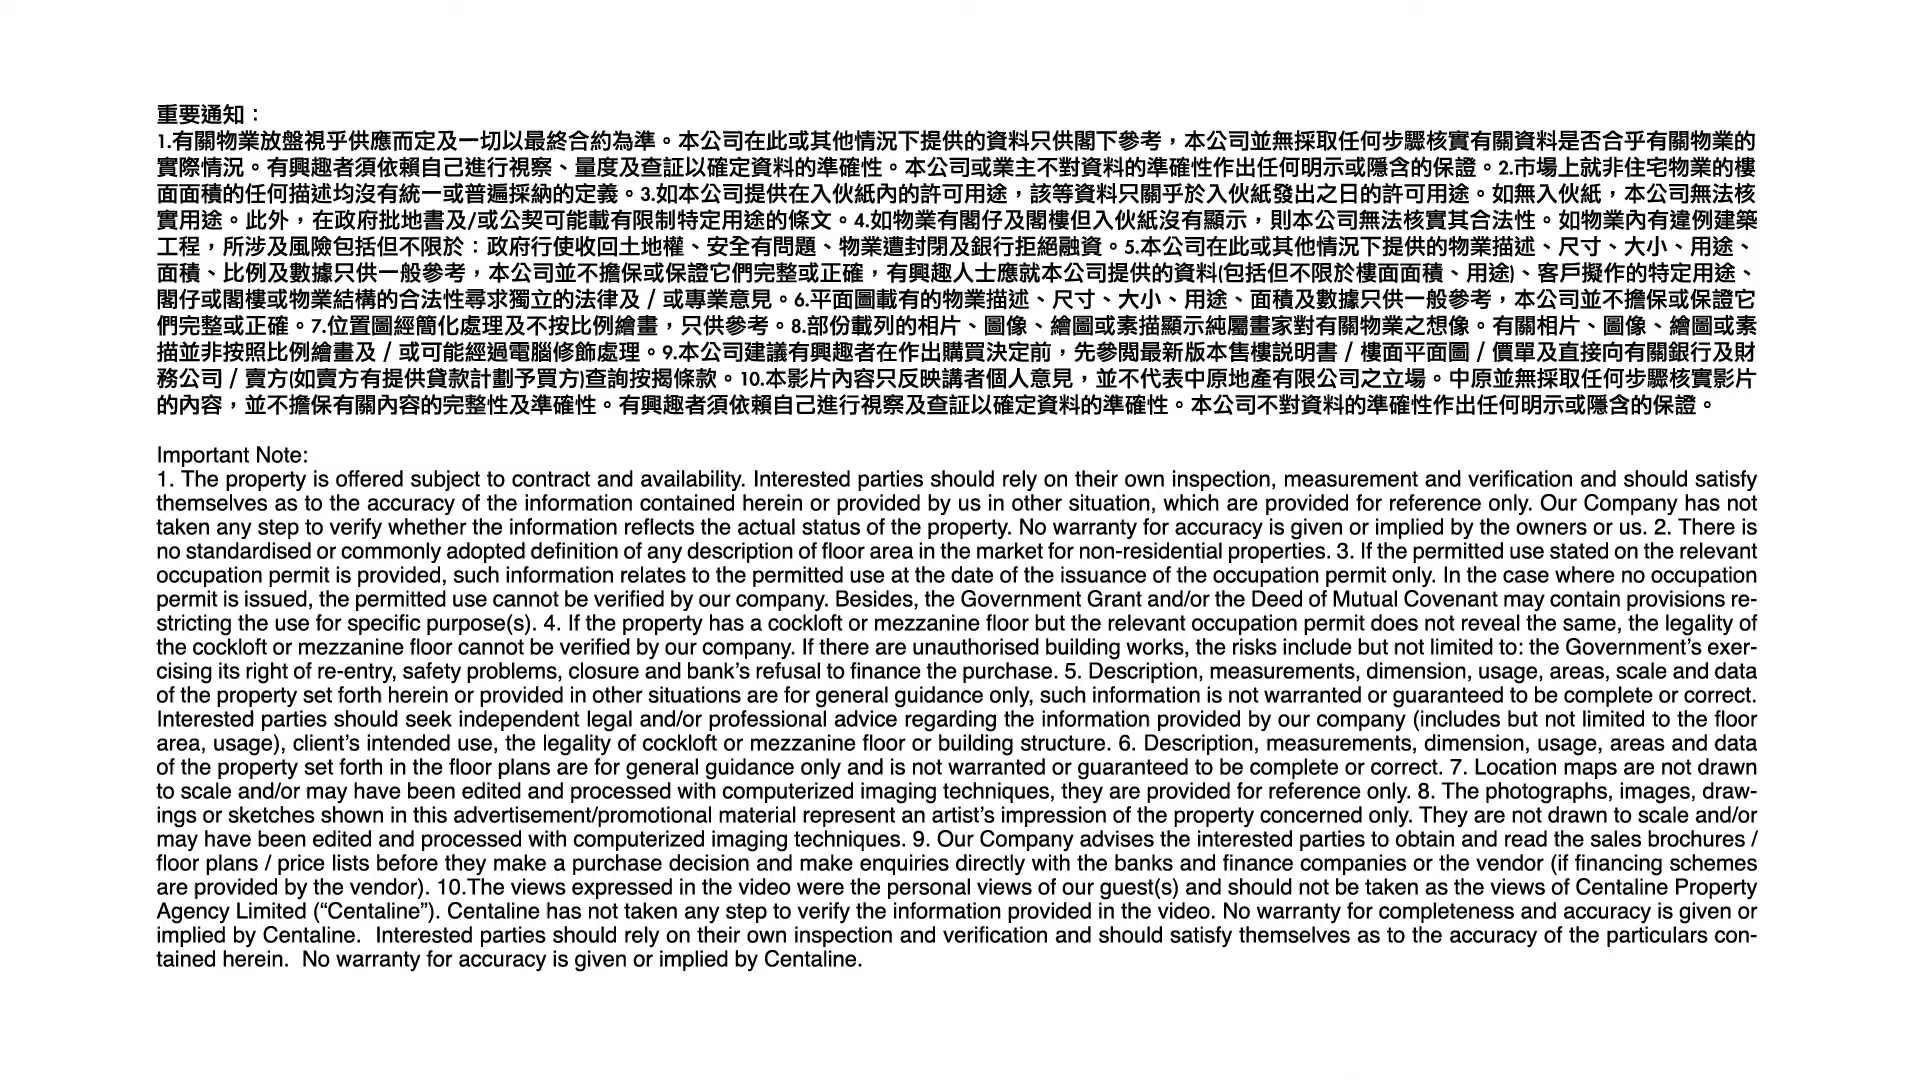 重要通知：
1.有關物業放盤視乎供應而定及一切以最終合約為準。本公司在此或其他情況下提供的資料只供閣下參考，本公司並無採取任何步驟核實有關資料是否合乎有關物業的
實際情況。有興趣者須依賴自己進行視察、量度及查証以確定資料的準確性。本公司或業主不對資料的準確性作出任何明示或隱含的保證。2.市場上就非住宅物業的樓
面面積的任何描述均沒有統一或普遍採納的定義。3.如本公司提供在入伙紙內的許可用途，該等資料只關乎於入伙紙發出之日的許可用途。如無入伙紙，本公司無法核
實用途。此外，在政府批地書及/或公契可能載有限制特定用途的條文。4.如物業有閣仔及閣樓但入伙紙沒有顯示，則本公司無法核實其合法性。如物業內有違例建築
工程，所涉及風險包括但不限於：政府行使收回土地權、安全有問題、物業遭封閉及銀行拒絕融資。5.本公司在此或其他情況下提供的物業描述、尺寸、大小、用途、
面積、比例及數據只供一般參考，本公司並不擔保或保證它們完整或正確，有興趣人士應就本公司提供的資料(包括但不限於樓面面積、用途)、客戶擬作的特定用途、
閣仔或閣樓或物業結構的合法性尋求獨立的法律及 / 或專業意見。6.平面圖載有的物業描述、尺寸、大小、用途、面積及數據只供一般參考，本公司並不擔保或保證它
們完整或正確。7.位置圖經簡化處理及不按比例繪畫，只供參考。8.部份載列的相片、圖像、繪圖或素描顯示純屬畫家對有關物業之想像。有關相片、圖像、繪圖或素
描並非按照比例繪畫及 / 或可能經過電腦修飾處理。9.本公司建議有興趣者在作出購買決定前，先參閲最新版本售樓説明書 / 樓面平面圖 / 價單及直接向有關銀行及財
務公司 / 賣方(如賣方有提供貸款計劃予買方)查詢按揭條款。10.本影片內容只反映講者個人意見，並不代表中原地產有限公司之立場。中原並無採取任何步驟核實影片
的內容，並不擔保有關內容的完整性及準確性。有興趣者須依賴自己進行視察及查証以確定資料的準確性。本公司不對資料的準確性作出任何明示或隱含的保證。
Important Note:
1. The property is offered subject to contract and availability. Interested parties should rely on their own inspection, measurement and verification and should satisfy
themselves as to the accuracy of the information contained herein or provided by us in other situation, which are provided for reference only. Our Company has not
taken any step to verify whether the information reflects the actual status of the property. No warranty for accuracy is given or implied by the owners or us. 2. There is
no standardised or commonly adopted definition of any description of floor area in the market for non-residential properties. 3. If the permitted use stated on the relevant
occupation permit is provided, such information relates to the permitted use at the date of the issuance of the occupation permit only. In the case where no occupation
permit is issued, the permitted use cannot be verified by our company. Besides, the Government Grant and/or the Deed of Mutual Covenant may contain provisions re-
stricting the use for specific purpose(s). 4. If the property has a cockloft or mezzanine floor but the relevant occupation permit does not reveal the same, the legality of
the cockloft or mezzanine floor cannot be verified by our company. If there are unauthorised building works, the risks include but not limited to: the Government’s exer-
cising its right of re-entry, safety problems, closure and bank’s refusal to finance the purchase. 5. Description, measurements, dimension, usage, areas, scale and data
of the property set forth herein or provided in other situations are for general guidance only, such information is not warranted or guaranteed to be complete or correct.
Interested parties should seek independent legal and/or professional advice regarding the information provided by our company (includes but not limited to the floor
area, usage), client’s intended use, the legality of cockloft or mezzanine floor or building structure. 6. Description, measurements, dimension, usage, areas and data
of the property set forth in the floor plans are for general guidance only and is not warranted or guaranteed to be complete or correct. 7. Location maps are not drawn
to scale and/or may have been edited and processed with computerized imaging techniques, they are provided for reference only. 8. The photographs, images, draw-
ings or sketches shown in this advertisement/promotional material represent an artist’s impression of the property concerned only. They are not drawn to scale and/or
may have been edited and processed with computerized imaging techniques. 9. Our Company advises the interested parties to obtain and read the sales brochures /
floor plans / price lists before they make a purchase decision and make enquiries directly with the banks and finance companies or the vendor (if financing schemes
are provided by the vendor). 10.The views expressed in the video were the personal views of our guest(s) and should not be taken as the views of Centaline Property
Agency Limited (“Centaline”). Centaline has not taken any step to verify the information provided in the video. No warranty for completeness and accuracy is given or
implied by Centaline.  Interested parties should rely on their own inspection and verification and should satisfy themselves as to the accuracy of the particulars con-
tained herein.  No warranty for accuracy is given or implied by Centaline.